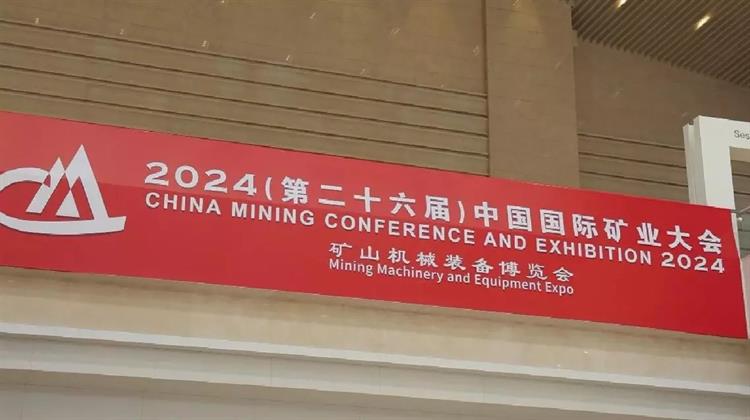 2024(第二十六届)中国国际矿业大会
CHINA MINING CONFERENCE AND EXHIBITION 2024
矿山机械装备博览会
Mining Machinery and Equipment Expo
Ses